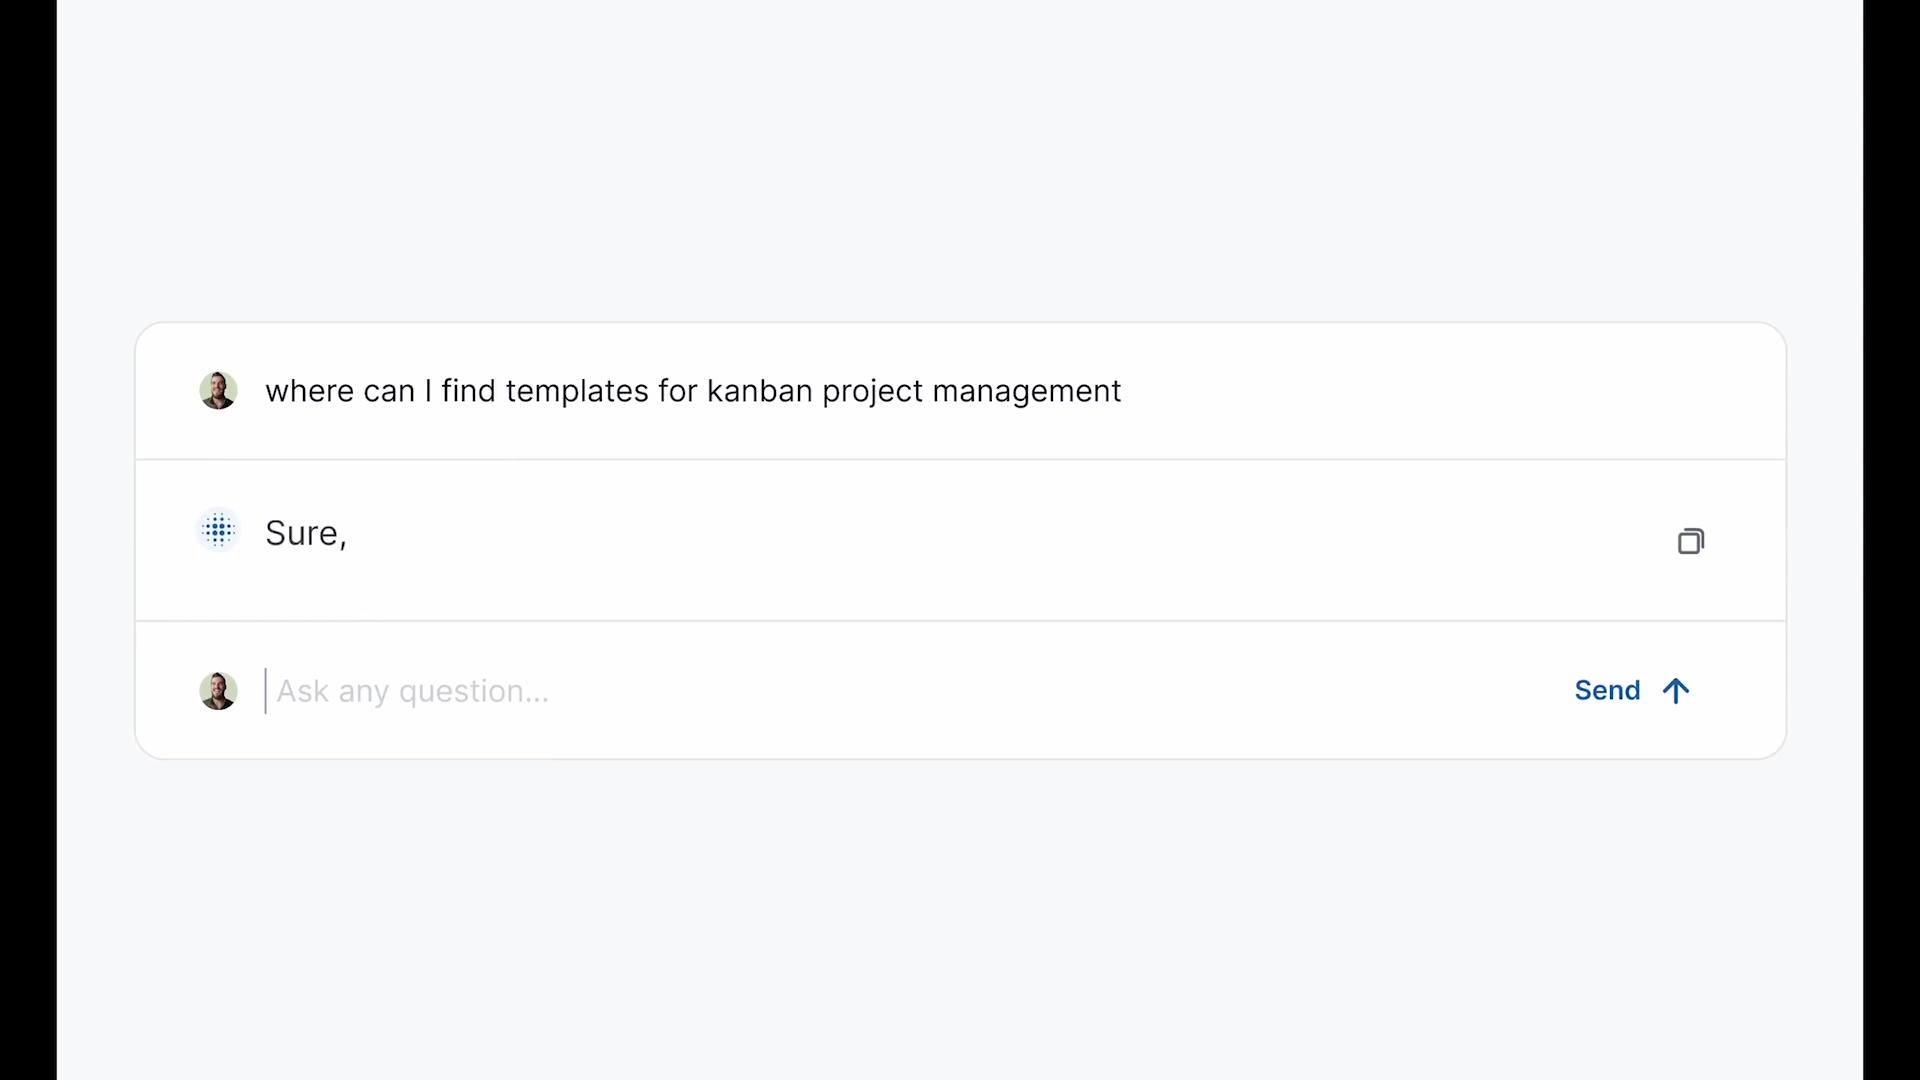 where can I find templates for kanban project management
Sure,
Ask any question...
Send